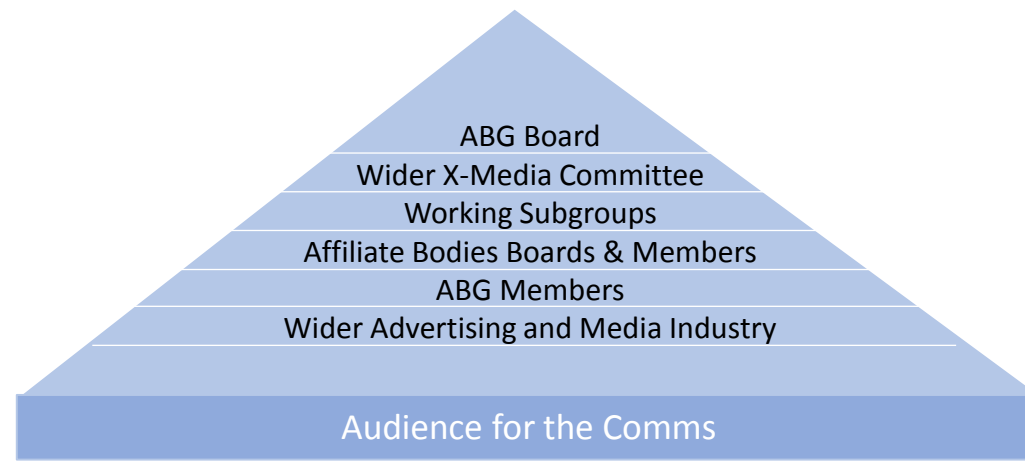 ABG Board
Wider X-Media Committee
Working Subgroups
Affiliate Bodies Boards & Members
ABG Members
Wider Advertising and Media Industry
Audience for the Comms